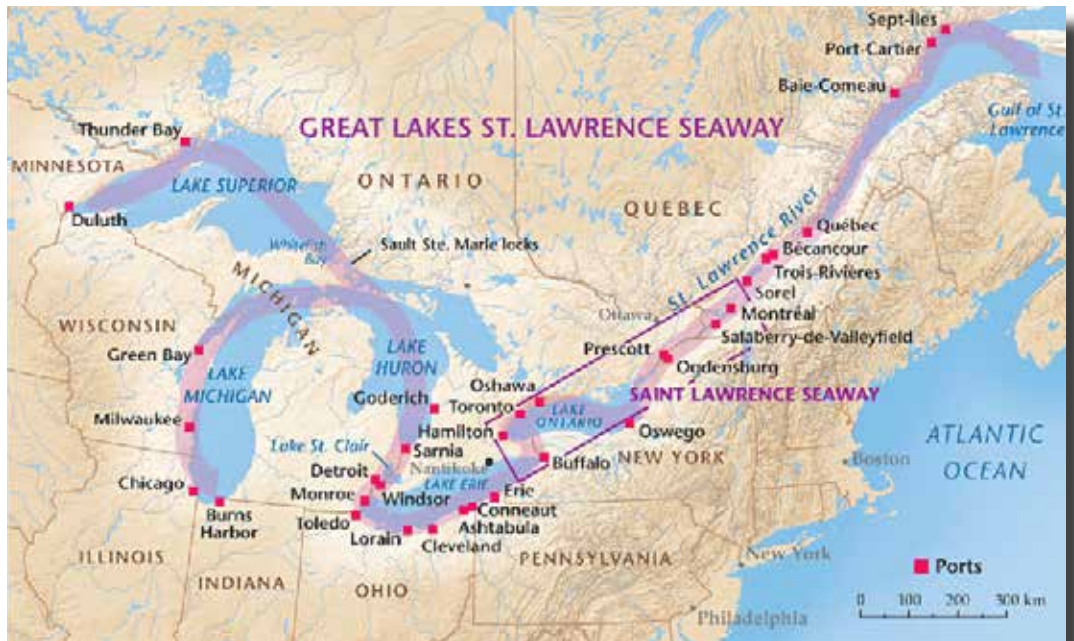 Sept-Îles
Port-Cartier
Baie-Comeau
Gulf of St.
Lawrence
Thunder Bay
GREAT LAKES ST. LAWRENCE SEAWAY
MINNESOTA
LAKE SUPERIOR
ONTARIO
QUEBEC
Duluth
Whitefish
Bay
Sault Ste. Marie locks
St. Lawrence River
Québec
Bécancour
Trois-Rivières
Sorel
Montréal
Salaberry-de-Valleyfield
Ottawa
MICHIGAN
WISCONSIN
Green Bay
LAKE
MICHIGAN
LAKE
HURON
Prescott
Ogdensburg
SAINT LAWRENCE SEAWAY
Oshawa
Toronto
LAKE
ONTARIO
Goderich
Hamilton
Oswego
Milwaukee
Lake St. Clair
Sarnia
Nantikoke
Buffalo
NEW YORK
Boston
ATLANTIC
OCEAN
Chicago
Detroit
Monroe
Windsor
LAKE ERIE
Erie
Conneaut
Burns
Harbor
Toledo
Ashtabula
Lorain
Cleveland
PENNSYLVANIA
New York
ILLINOIS
INDIANA
OHIO
Philadelphia
Ports
0 100 200 300 km